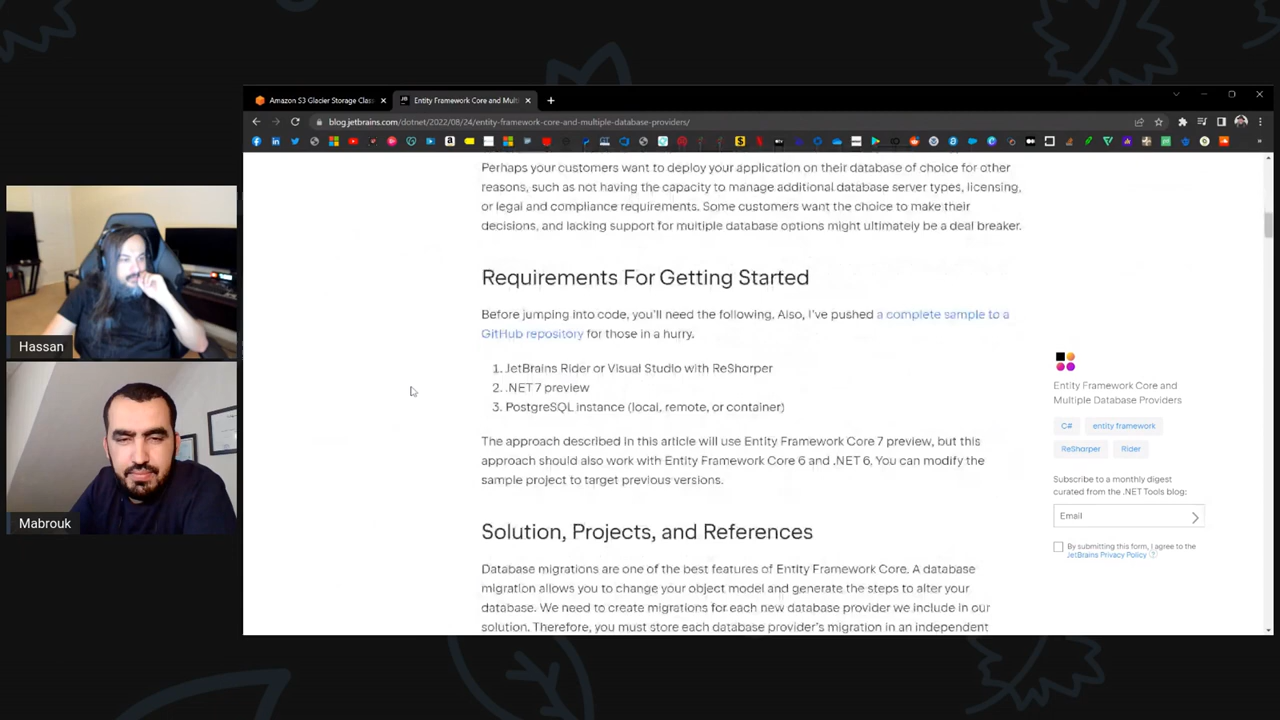 Amazon S3 Glacier Storage Clas
Entity Framework Core and Mult
blog.jetbrains.com/dotnet/2022/08/24/entity-framework-core-and-multiple-database-providers/
Perhaps your customers want to deploy your application on their database of choice for other
reasons, such as not having the capacity to manage additional database server types, licensing,
or legal and compliance requirements. Some customers want the choice to make their
decisions, and lacking support for multiple database options might ultimately be a deal breaker.
Requirements For Getting Started
Before jumping into code, you'll need the following. Also, I've pushed a complete sample to a
GitHub repository for those in a hurry.
1. JetBrains Rider or Visual Studio with ReSharper
2. .NET 7 preview
3. PostgreSQL instance (local, remote, or container)
The approach described in this article will use Entity Framework Core 7 preview, but this
approach should also work with Entity Framework Core 6 and .NET 6. You can modify the
sample project to target previous versions.
Solution, Projects, and References
Database migrations are one of the best features of Entity Framework Core. A database
migration allows you to change your object model and generate the steps to alter your
database. We need to create migrations for each new database provider we include in our
solution. Therefore, you must store each database provider's migration in an independent
Entity Framework Core and
Multiple Database Providers
C#
entity framework
ReSharper
Rider
Subscribe to a monthly digest
curated from the .NET Tools blog:
Email
By submitting this form, I agree to the
JetBrains Privacy Policy
Hassan
Mabrouk